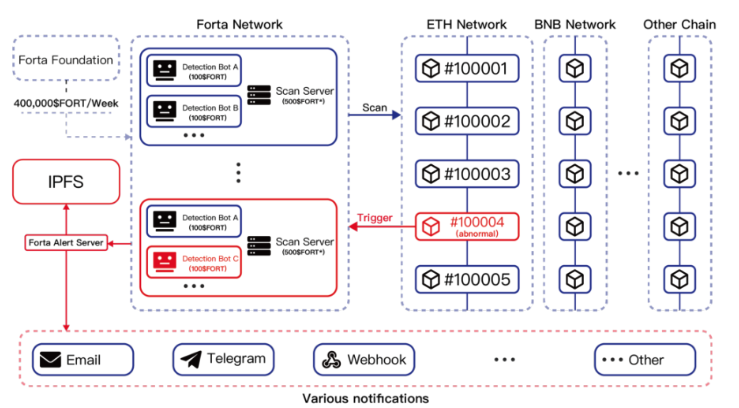 Forta Network
ETH Network
BNB Network
Other Chain
Forta Foundation
400,000$FORT/Week
Detection Bot A
(100$FORT)
Detection Bot B
(100$FORT)
•••
Scan Server
(500$FORT*)
Scan
#100001
#100002
#100003
#100004
(abnormal)
#100005
•••
Trigger
IPFS
Forta Alert Server
Detection Bot A
(100$FORT)
Detection Bot C
(100$FORT)
•••
Scan Server
(500$FORT*)
Email
Telegram
Webhook
•••
••• Other
Various notifications